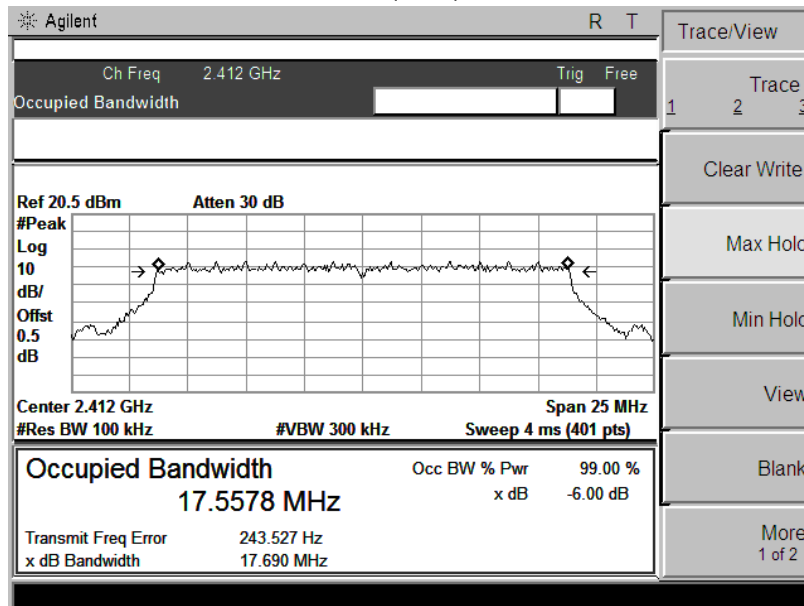 Agilent R T
Trace/View
Ch Freq 2.412 GHz Trig Free
Occupied Bandwidth
Trace
1 2 3
Clear Write
Ref 20.5 dBm Atten 30 dB
#Peak
Log
10
dB/
Offst
0.5
dB
Max Hold
Min Hold
View
Center 2.412 GHz Span 25 MHz
#Res BW 100 kHz #VBW 300 kHz Sweep 4 ms (401 pts)
Occupied Bandwidth Occ BW % Pwr 99.00 %
17.5578 MHz x dB -6.00 dB
Transmit Freq Error 243.527 Hz
x dB Bandwidth 17.690 MHz
Blank
More
1 of 2